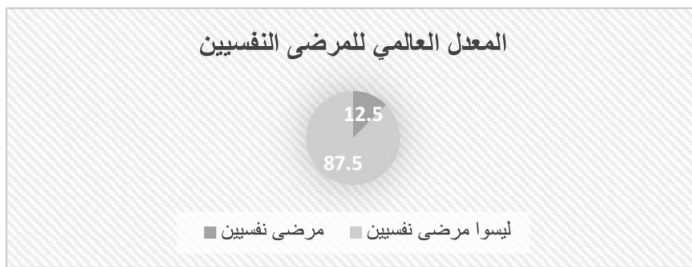 المعدل العالمي للمرضى النفسيين
12.5
87.5
ليسوا مرضى نفسيين
مرضى نفسيين